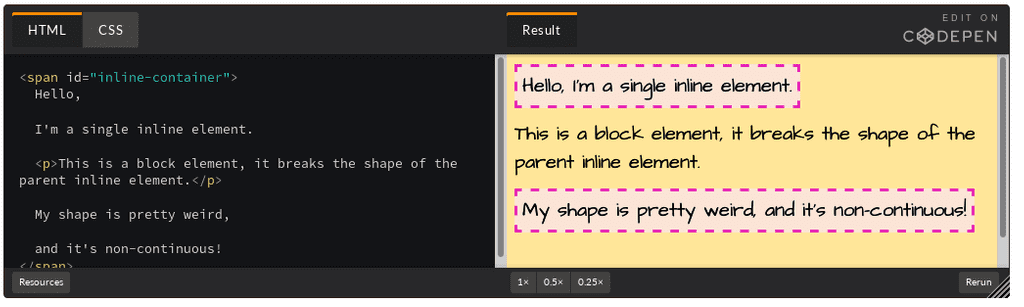 EDIT ON
CODEPEN
HTML
CSS
Result
<span id="inline-container">
Hello,
I'm a single inline element.
<p>This is a block element, it breaks the shape of the
parent inline element.</p>
My shape is pretty weird,
and it's non-continuous!
</span>
Hello, I'm a single inline element.
This is a block element, it breaks the shape of the
parent inline element.
My shape is pretty weird, and it's non-continuous!
Resources
1×
0.5×
0.25×
Rerun